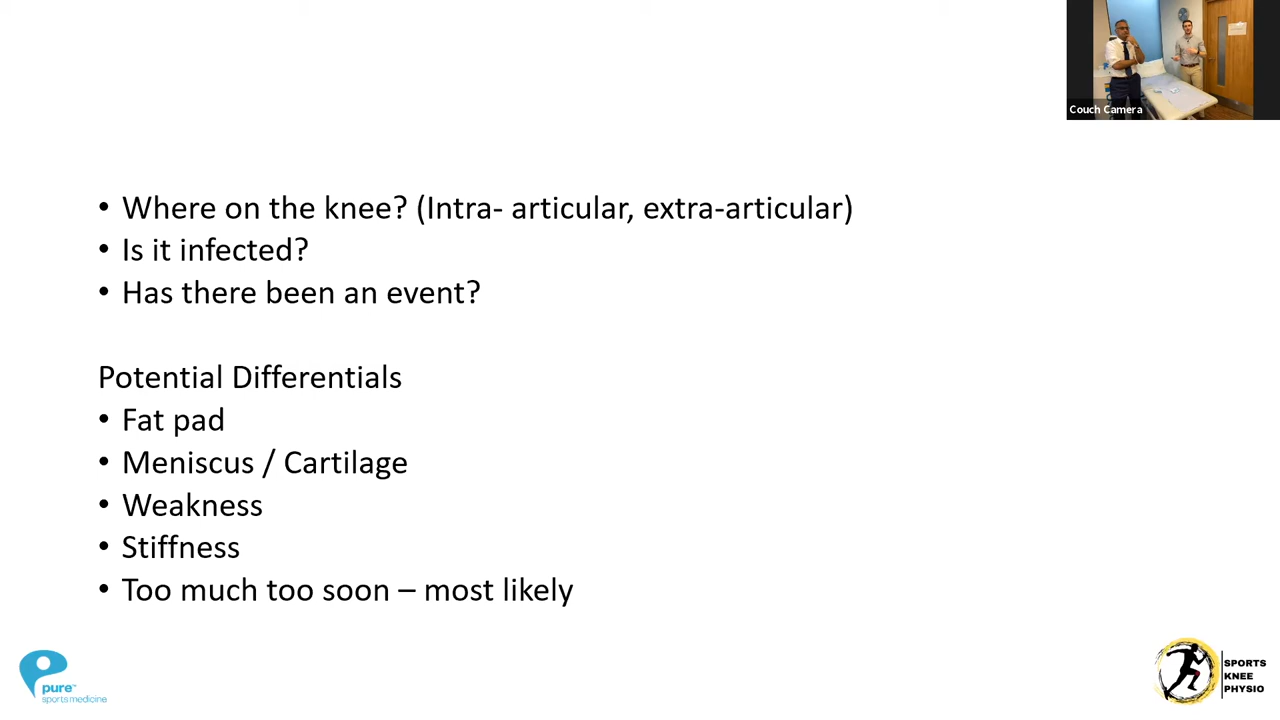 Couch Camera
• Where on the knee? (Intra- articular, extra-articular)
• Is it infected?
• Has there been an event?
Potential Differentials
• Fat pad
• Meniscus / Cartilage
• Weakness
• Stiffness
• Too much too soon – most likely
pure™
sports medicine
SPORTS
KNEE
PHYSIO